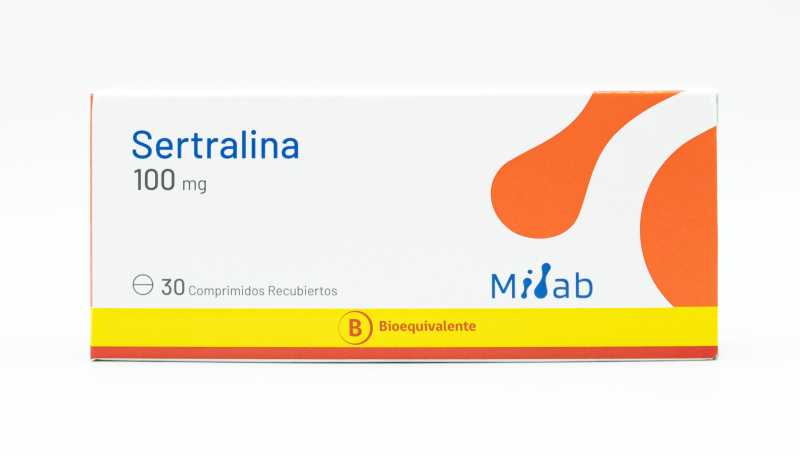 Sertralina
100 mg
30 Comprimidos Recubiertos
Milab
B Bioequivalente